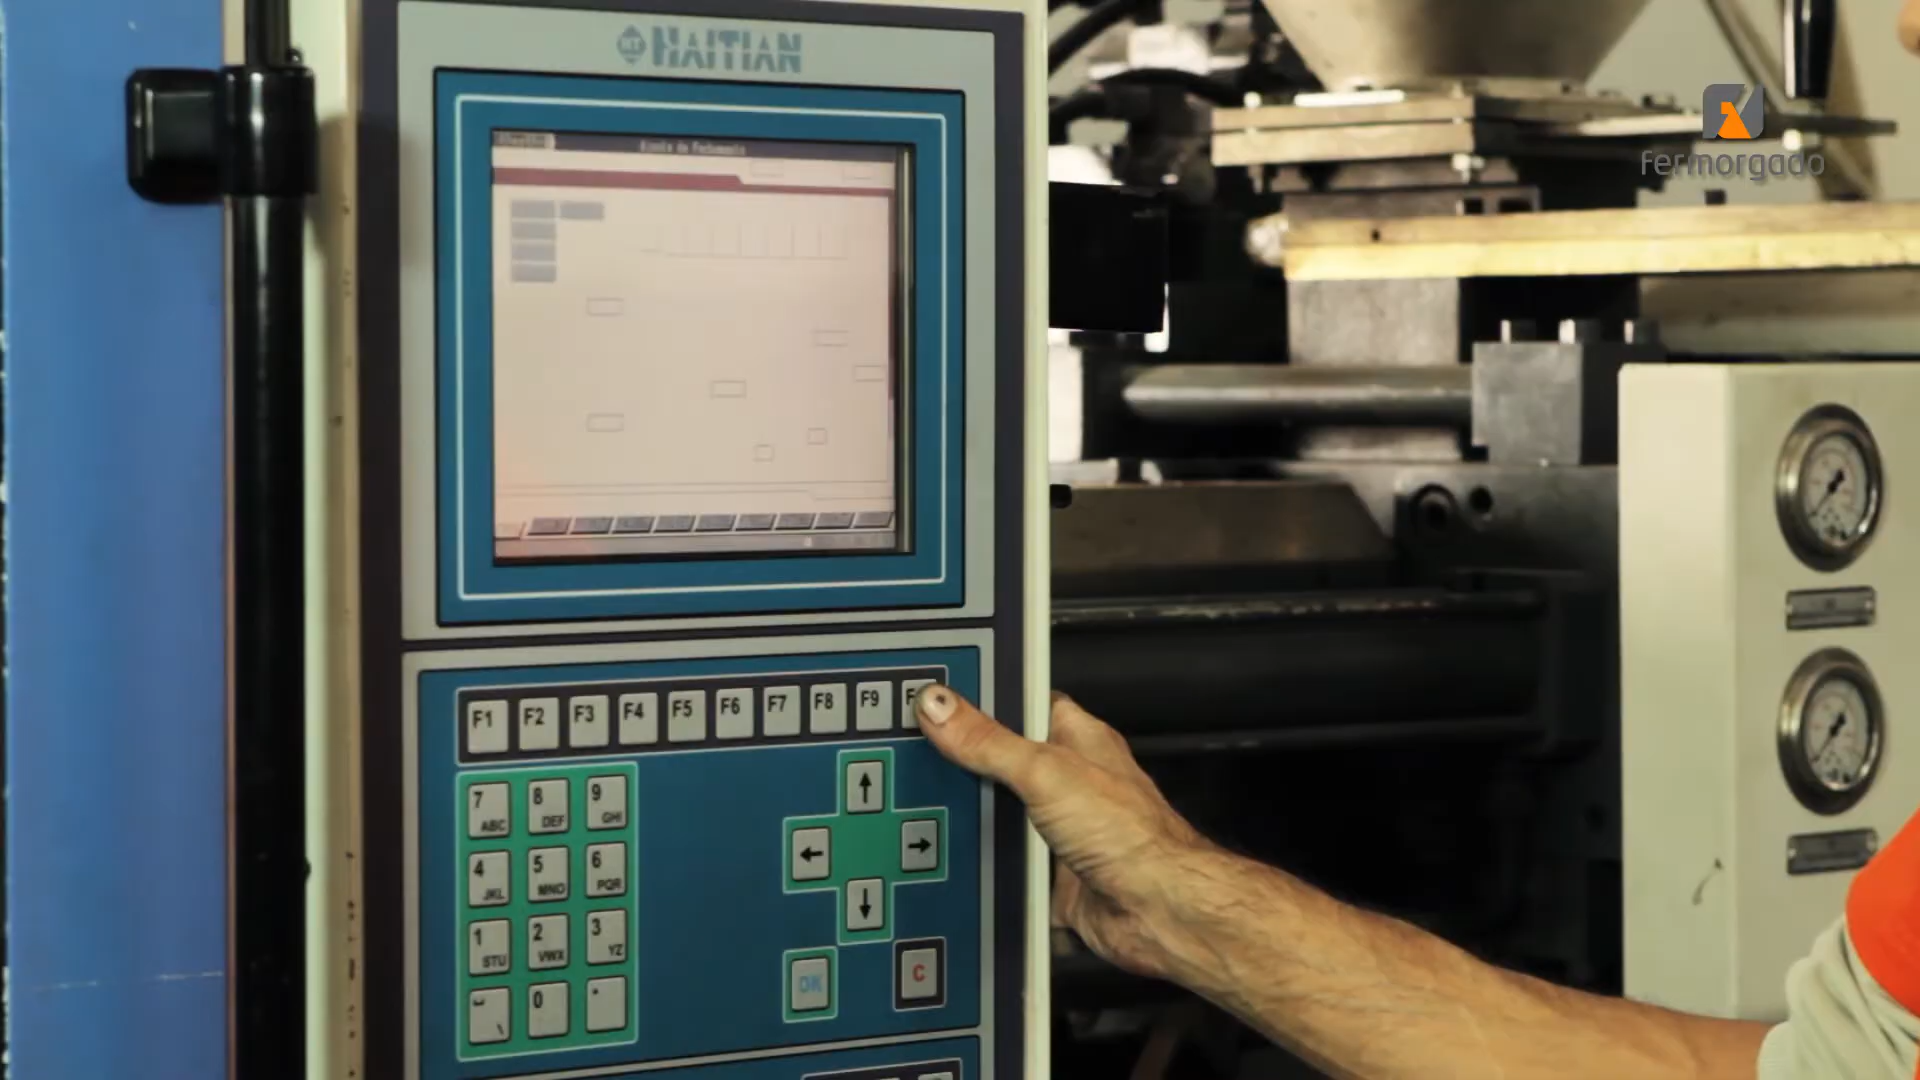 HT HAITIAN
fermorgado
F1 F2 F3 F4 F5 F6 F7 F8 F9 F
7 ABC 8 DEF 9 GHI
4 JKL 5 MNO 6 PQR
1 STU 2 VWX 3 YZ
0
OK C